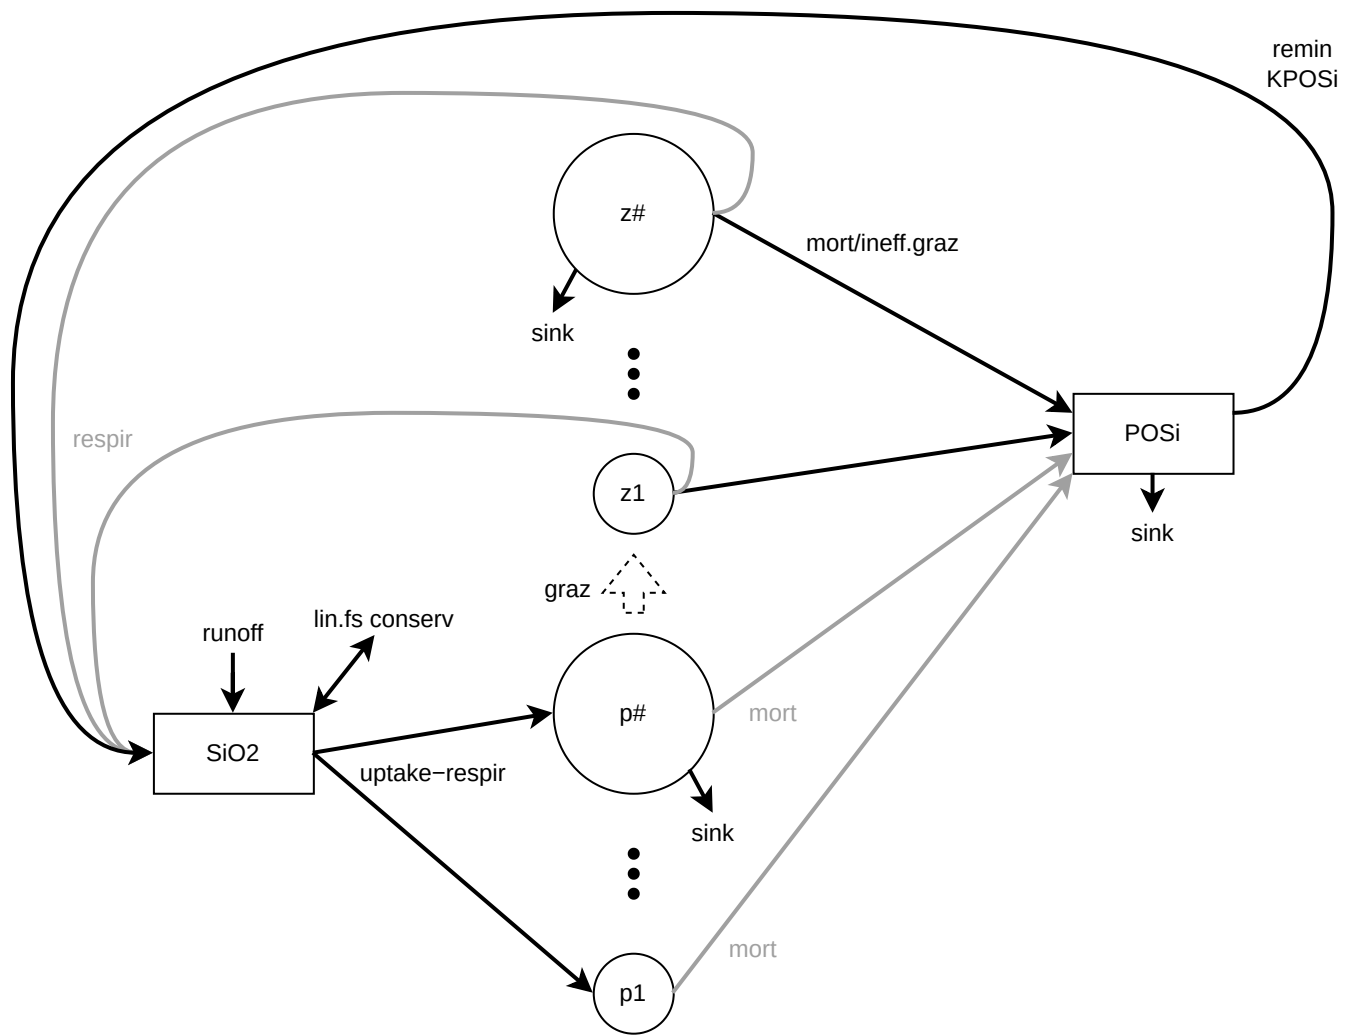 remin
KPOSi
z#
mort/ineff.graz
sink
respir
POSi
z1
sink
graz
lin.fs conserv
runoff
p#
mort
SiO2
uptake−respir
sink
mort
p1